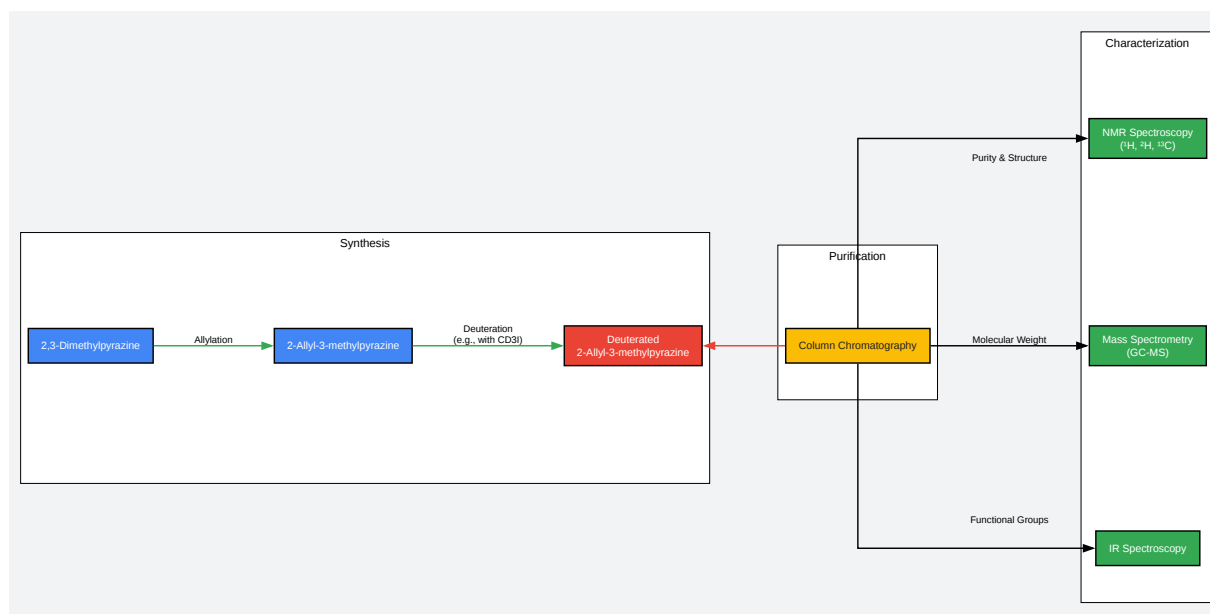 Synthesis
2,3-Dimethylpyrazine
Allylation
2-Allyl-3-methylpyrazine
Deuteration
(e.g., with CD3I)
Deuterated
2-Allyl-3-methylpyrazine
Purification
Column Chromatography
Purity & Structure
Molecular Weight
Functional Groups
Characterization
NMR Spectroscopy
(¹H, ²H, ¹³C)
Mass Spectrometry
(GC-MS)
IR Spectroscopy